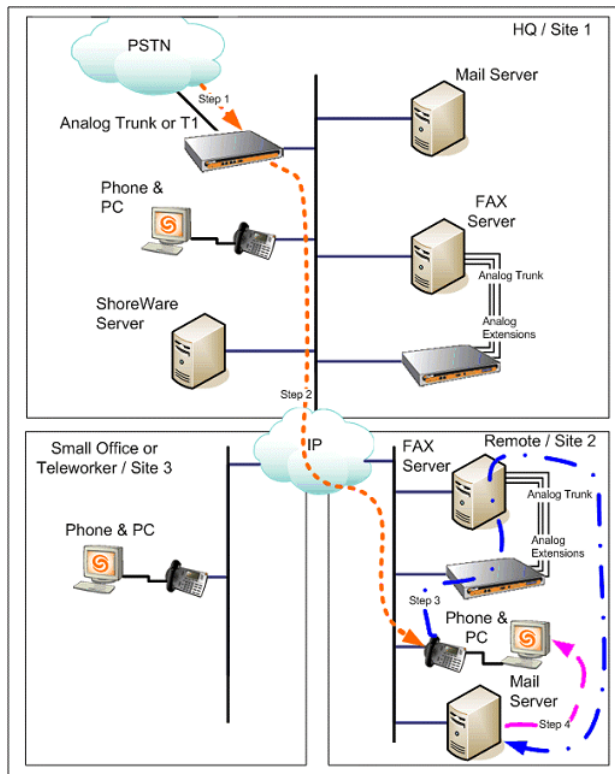 HQ / Site 1
PSTN
Mail Server
Step 1
Analog Trunk or T1
Phone &
PC
FAX
Server
Analog Trunk
ShoreWare
Server
Analog
Extensions
Step 2
IP
Small Office or
Teleworker / Site 3
FAX
Server
Remote / Site 2
Analog Trunk
Phone & PC
Analog
Extensions
Step 3
Phone &
PC
Mail
Server
Step 4